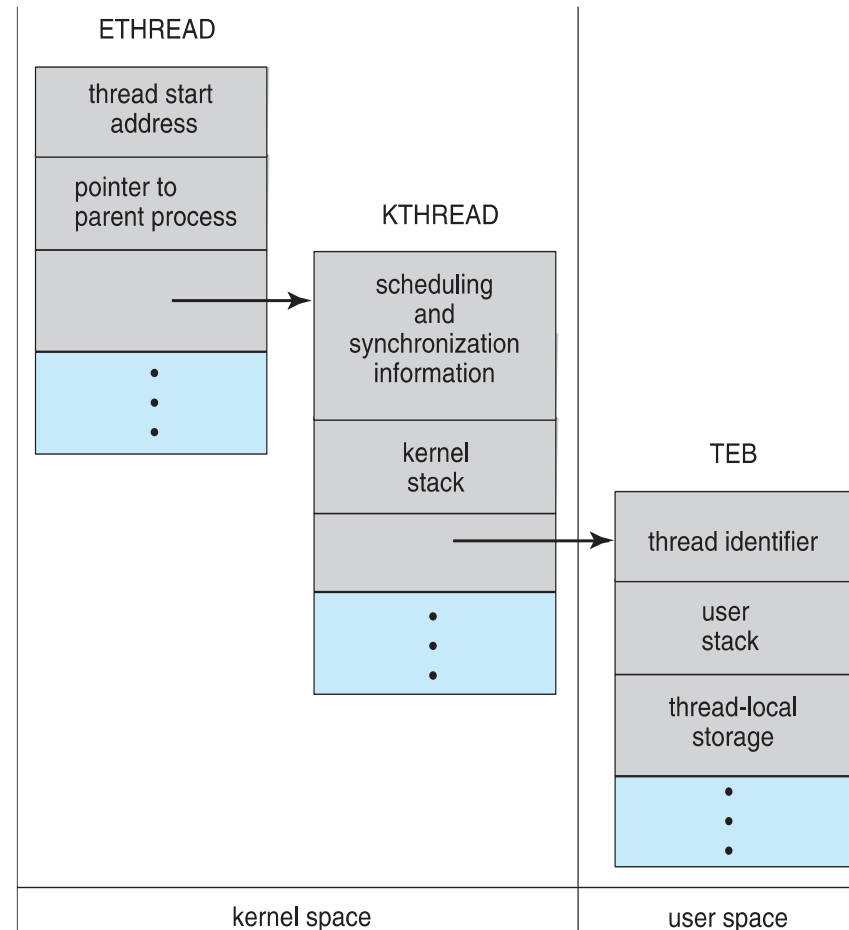 ETHREAD
thread start
address
pointer to
parent process
KTHREAD
scheduling
and
synchronization
information
kernel
stack
TEB
thread identifier
user
stack
thread-local
storage
kernel space
user space